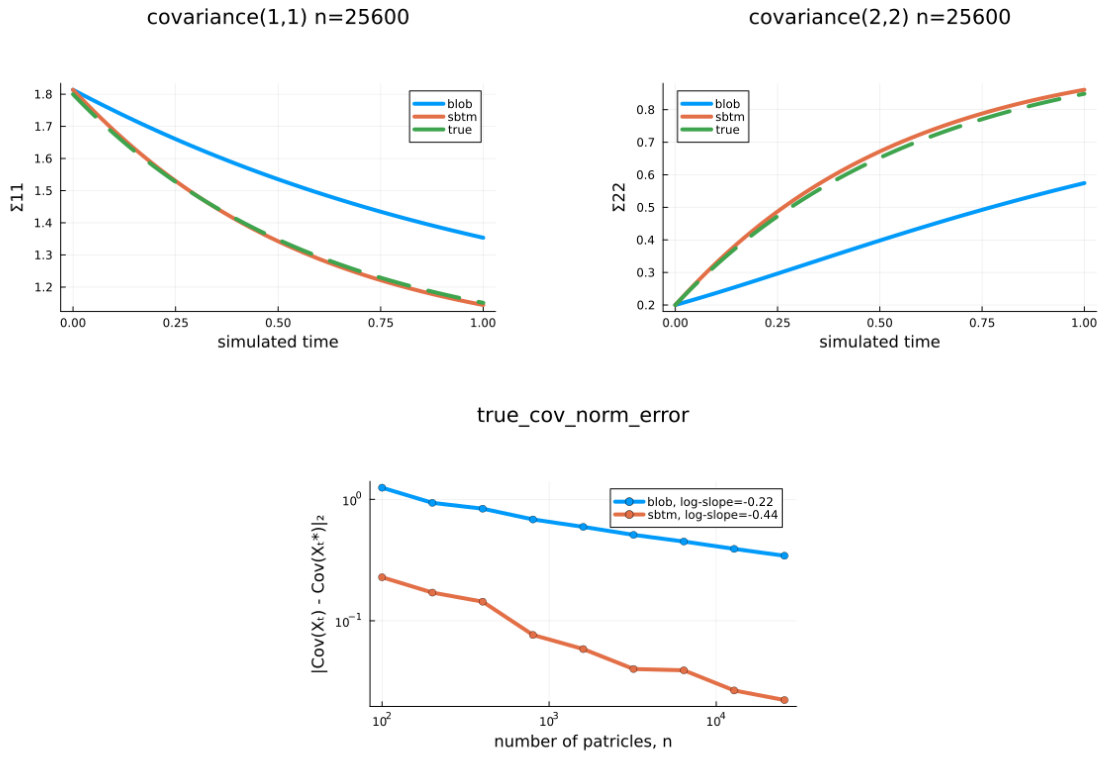 covariance(1,1) n=25600
Σ11
1.8
1.7
1.6
1.5
1.4
1.3
1.2
blob
sbtm
true
0.00
0.25
0.50
0.75
1.00
simulated time
covariance(2,2) n=25600
Σ22
0.8
0.7
0.6
0.5
0.4
0.3
0.2
blob
sbtm
true
0.00
0.25
0.50
0.75
1.00
simulated time
true_cov_norm_error
|Cov(Xₜ) - Cov(Xₜ*)|₂
10⁰
10⁻¹
blob, log-slope=-0.22
sbtm, log-slope=-0.44
10²
10³
10⁴
number of patricles, n